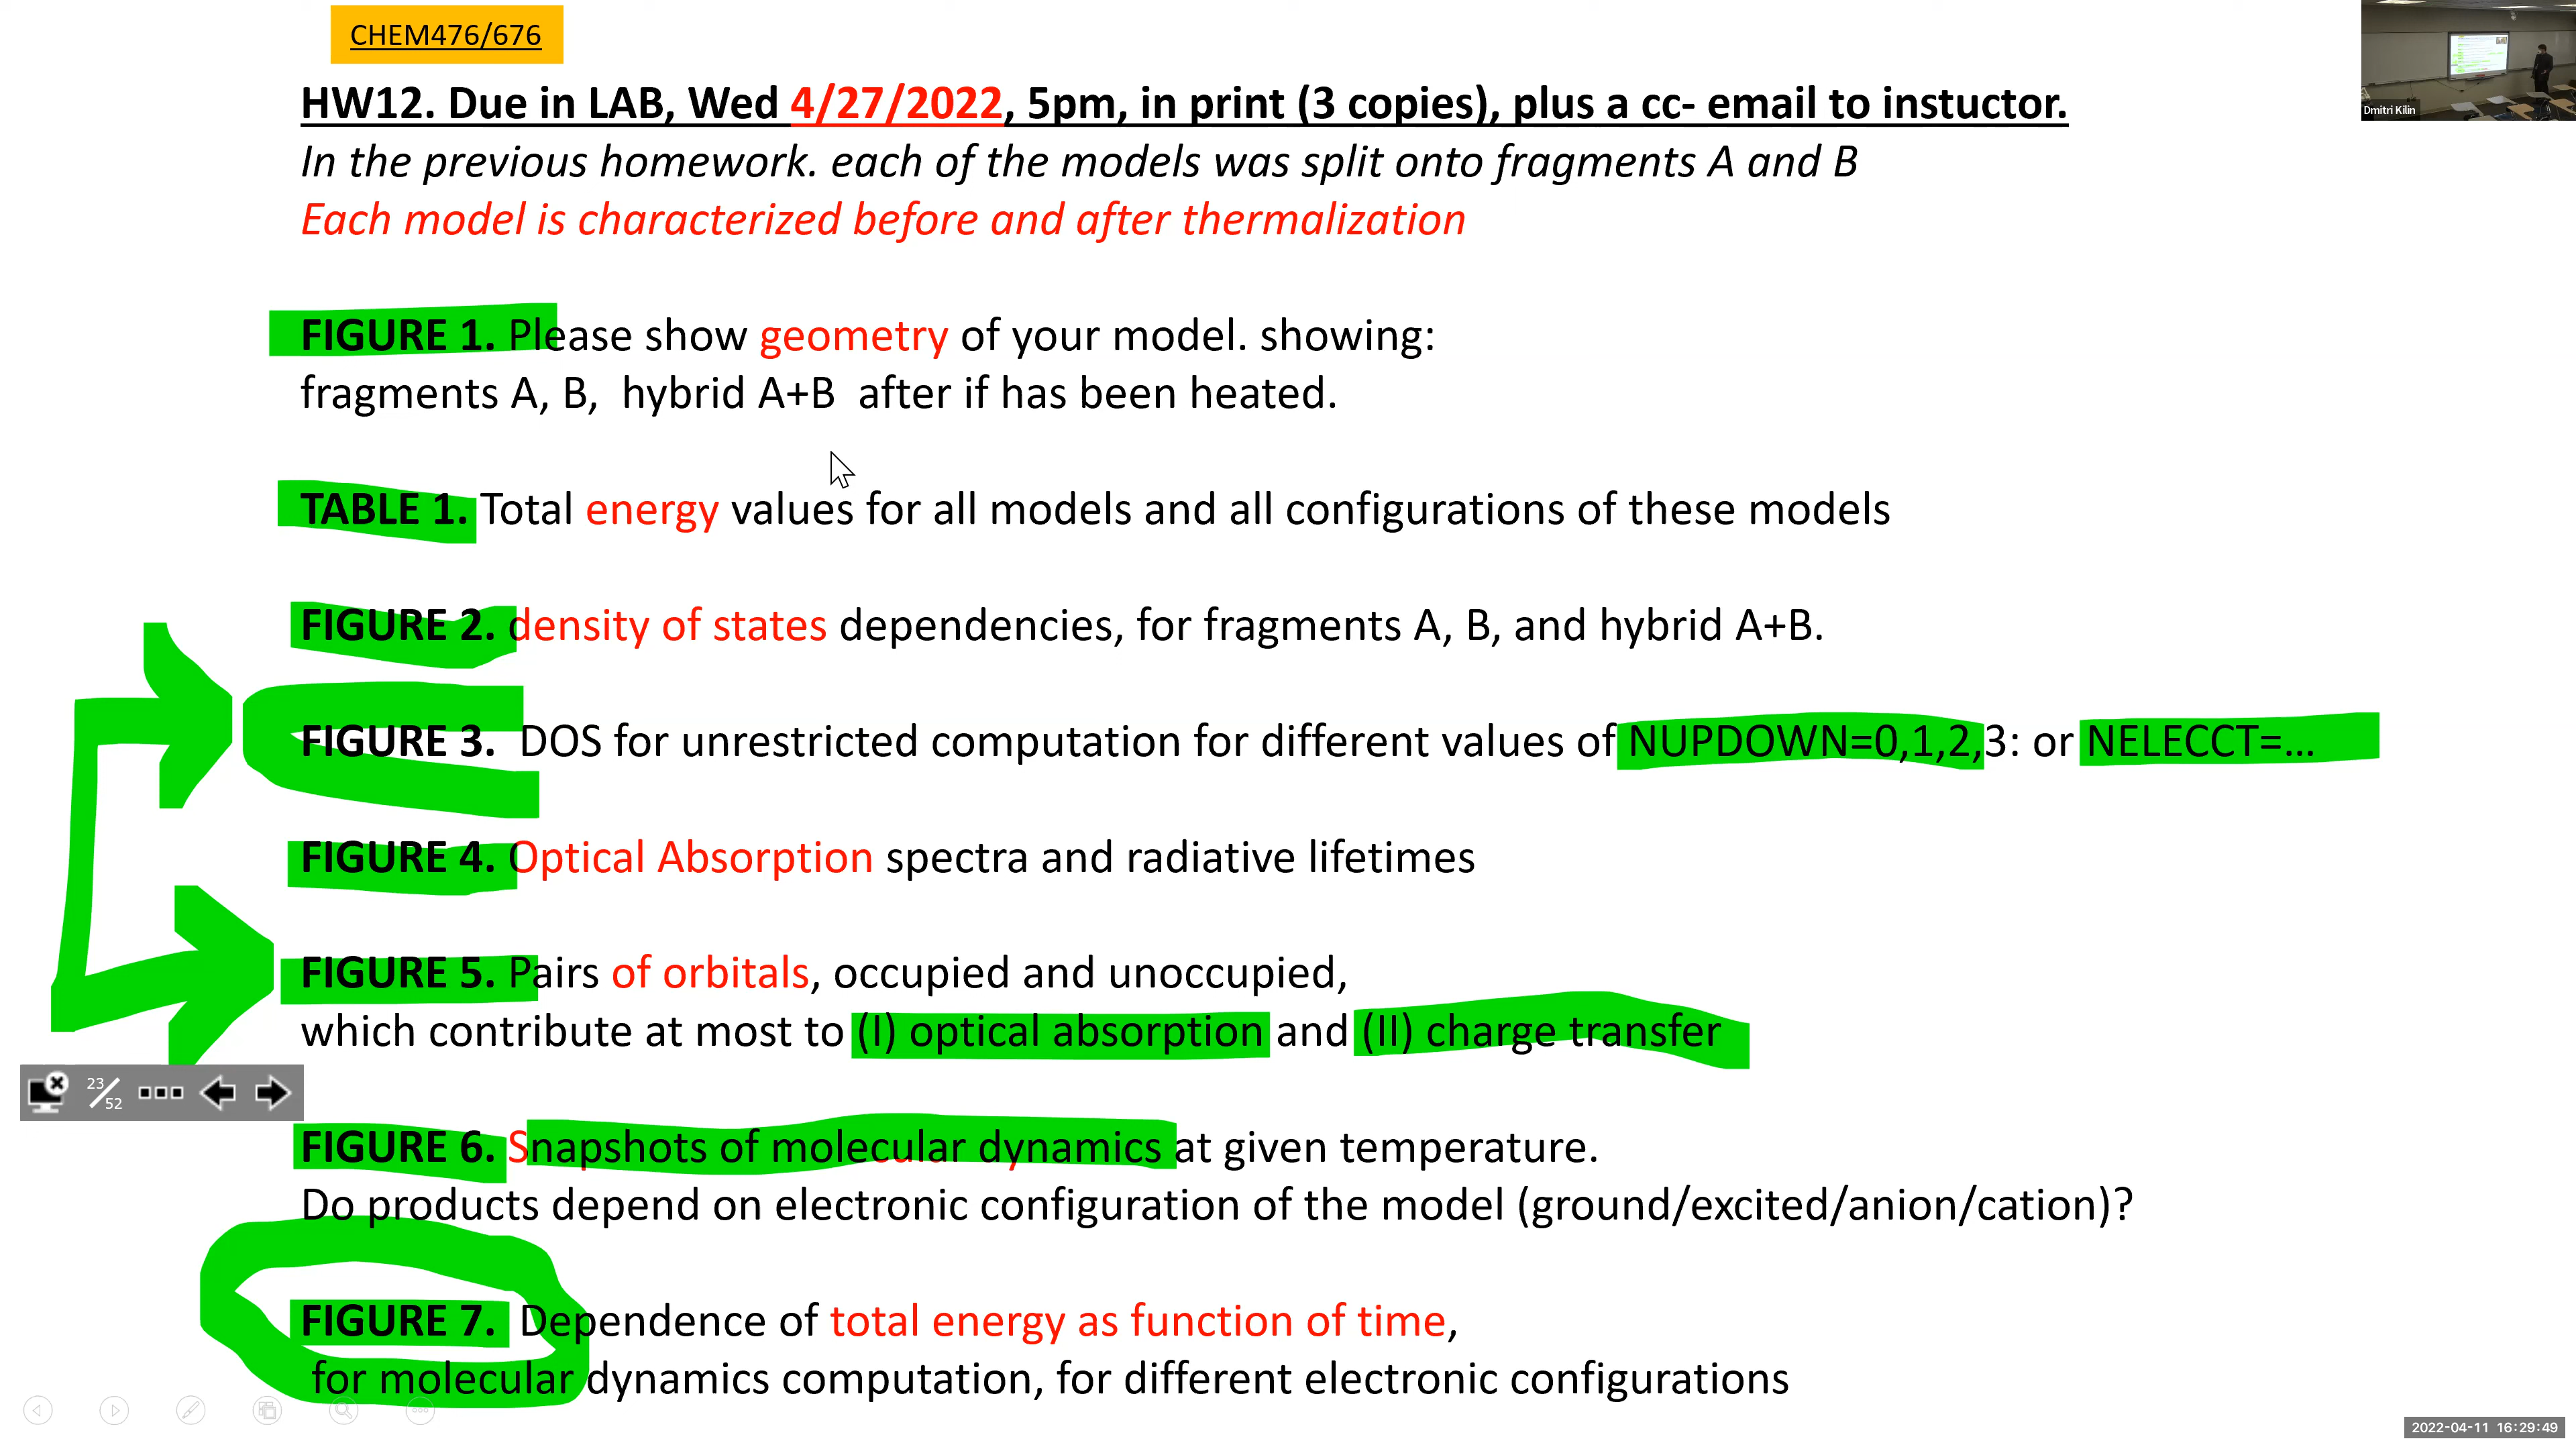 CHEM476/676
HW12. Due in LAB, Wed 4/27/2022, 5pm, in print (3 copies), plus a cc- email to instuctor.
In the previous homework. each of the models was split onto fragments A and B
Each model is characterized before and after thermalization
FIGURE 1. Please show geometry of your model. showing:
fragments A, B, hybrid A+B after if has been heated.
TABLE 1. Total energy values for all models and all configurations of these models
FIGURE 2. density of states dependencies, for fragments A, B, and hybrid A+B.
FIGURE 3. DOS for unrestricted computation for different values of NUPDOWN=0,1,2,3: or NELECCT=...
FIGURE 4. Optical Absorption spectra and radiative lifetimes
FIGURE 5. Pairs of orbitals, occupied and unoccupied,
which contribute at most to (I) optical absorption and (II) charge transfer
23/52
FIGURE 6. Snapshots of molecular dynamics at given temperature.
Do products depend on electronic configuration of the model (ground/excited/anion/cation)?
FIGURE 7. Dependence of total energy as function of time,
for molecular dynamics computation, for different electronic configurations
Dmitri Kilin
2022-04-11 16:29:49